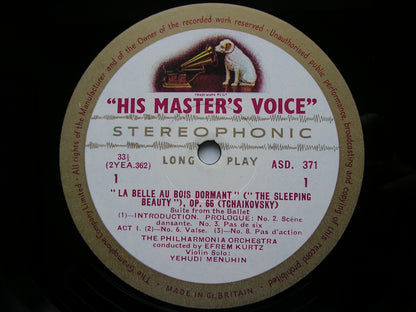 All rights of the Manufacturer and of the Owner of the recorded work reserved · Unauthorised public performance, broadcasting and copying of this record prohibited
TRADE MARK
"HIS MASTER'S VOICE"
STEREOPHONIC
33⅓
(2YEA.362)
LONG PLAY
ASD. 371
1
1
"LA BELLE AU BOIS DORMANT" ("THE SLEEPING
BEAUTY"), OP. 66 (TCHAIKOVSKY)
Suite from the Ballet
(1)—INTRODUCTION. PROLOGUE: No. 2. Scène
dansante. No. 3. Pas de six
ACT I. (2)—No. 6. Valse. (3)—No. 8. Pas d'action
THE PHILHARMONIA ORCHESTRA
conducted by EFREM KURTZ
Violin Solo:
YEHUDI MENUHIN
The Gramophone Company Limited ·
MADE IN Gt. BRITAIN